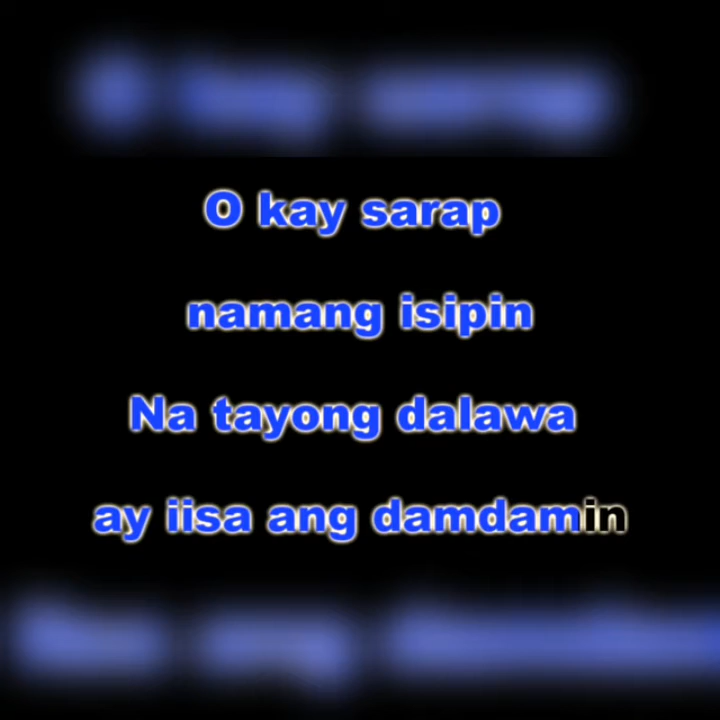 O kay sarap
namang isipin
Na tayong dalawa
ay iisa ang damdamin